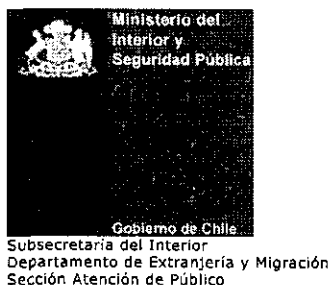 Ministerio del
Interior y
Seguridad Pública
Gobierno de Chile
Subsecretaría del Interior
Departamento de Extranjería y Migración
Sección Atención de Público